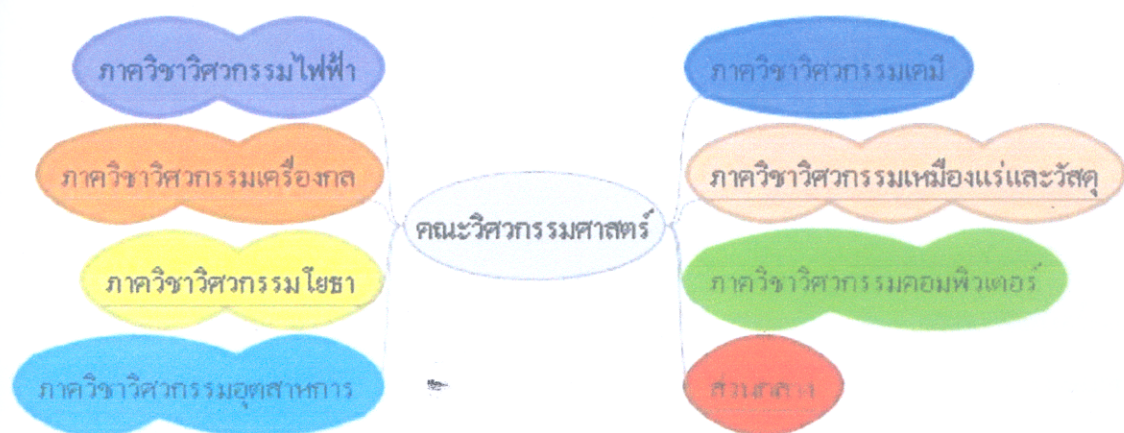 ภาควิชาวิศวกรรมไฟฟ้า
ภาควิชาวิศวกรรมเครื่องกล
ภาควิชาวิศวกรรมโยธา
ภาควิชาวิศวกรรมอุตสาหการ
คณะวิศวกรรมศาสตร์
ภาควิชาวิศวกรรมเคมี
ภาควิชาวิศวกรรมเหมืองแร่และวัสดุ
ภาควิชาวิศวกรรมคอมพิวเตอร์
ส่วนกลาง